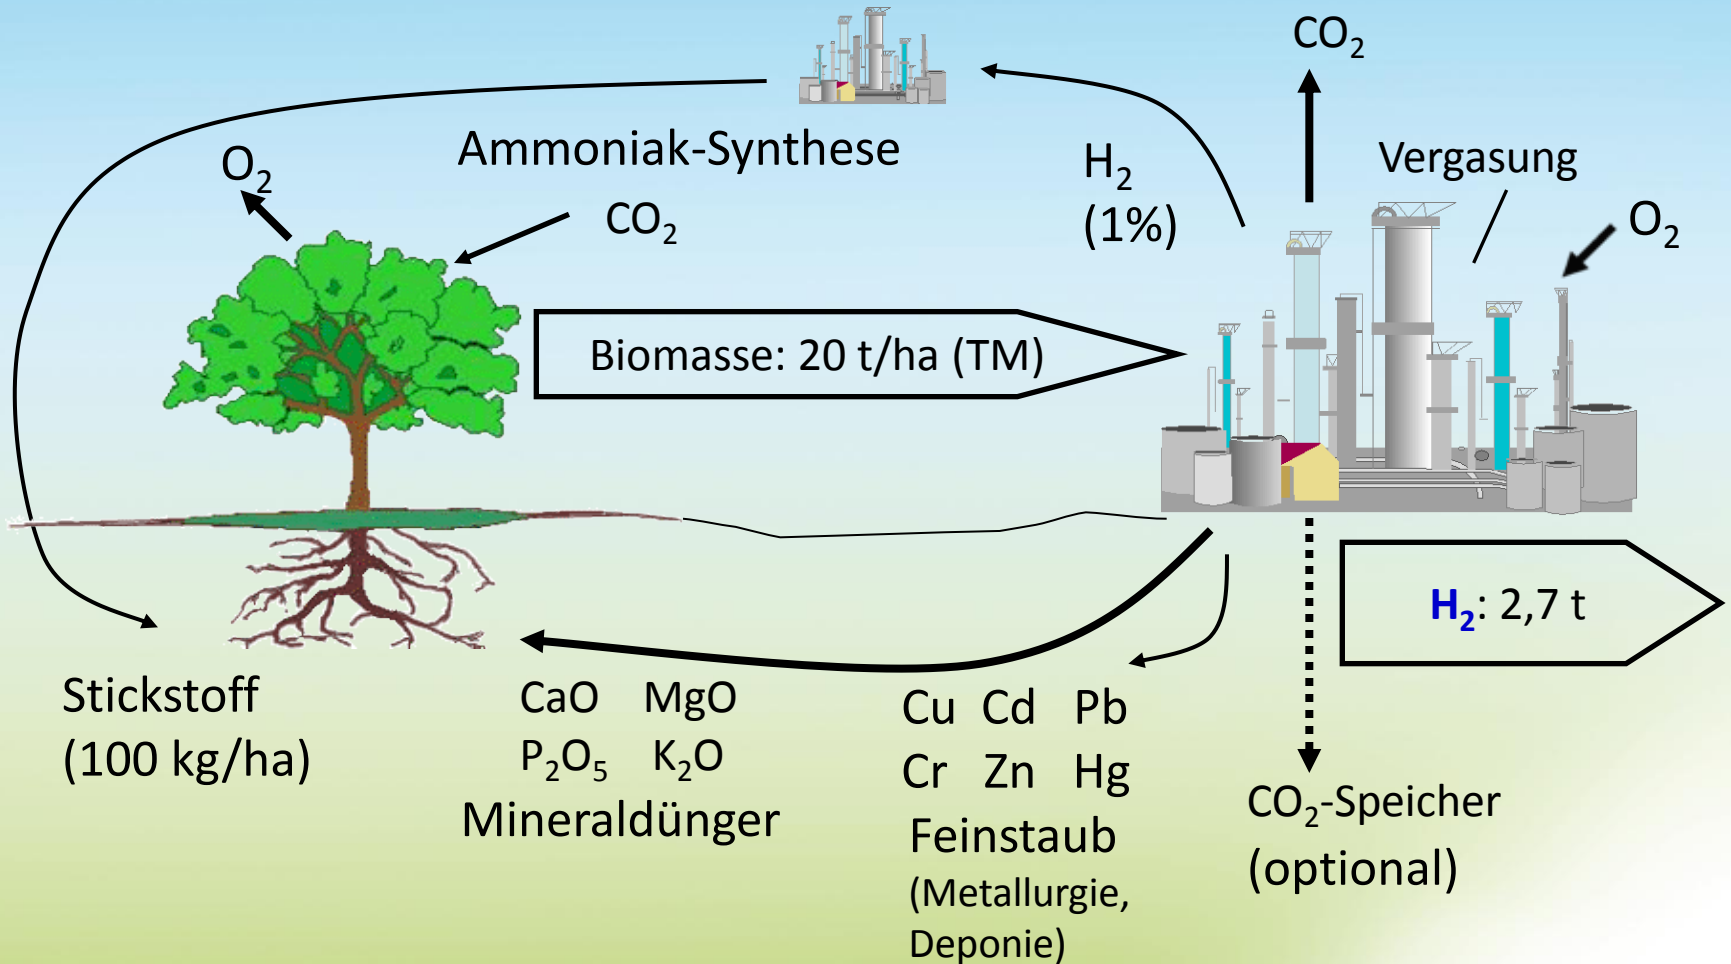 CO₂
Ammoniak-Synthese
O₂
CO₂
H₂
(1%)
Vergasung
O₂
Biomasse: 20 t/ha (TM)
H₂: 2,7 t
Stickstoff
(100 kg/ha)
CaO MgO
P₂O₅ K₂O
Mineraldünger
Cu Cd Pb
Cr Zn Hg
Feinstaub
(Metallurgie,
Deponie)
CO₂-Speicher
(optional)